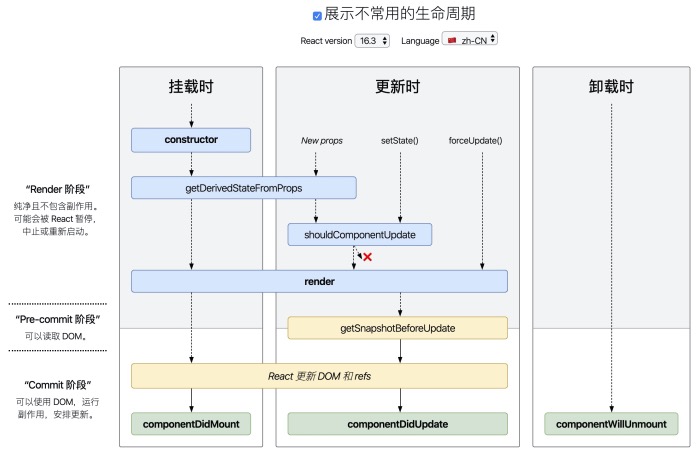 展示不常用的生命周期
React version 16.3 Language zh-CN
挂载时 更新时 卸载时
constructor New props setState() forceUpdate()
“Render 阶段”
getDerivedStateFromProps
纯净且不包含副作用。
可能会被 React 暂停，
中止或重新启动。
shouldComponentUpdate
render
“Pre-commit 阶段”
可以读取 DOM。
getSnapshotBeforeUpdate
“Commit 阶段”
可以使用 DOM，运行
副作用，安排更新。
React 更新 DOM 和 refs
componentDidMount componentDidUpdate componentWillUnmount